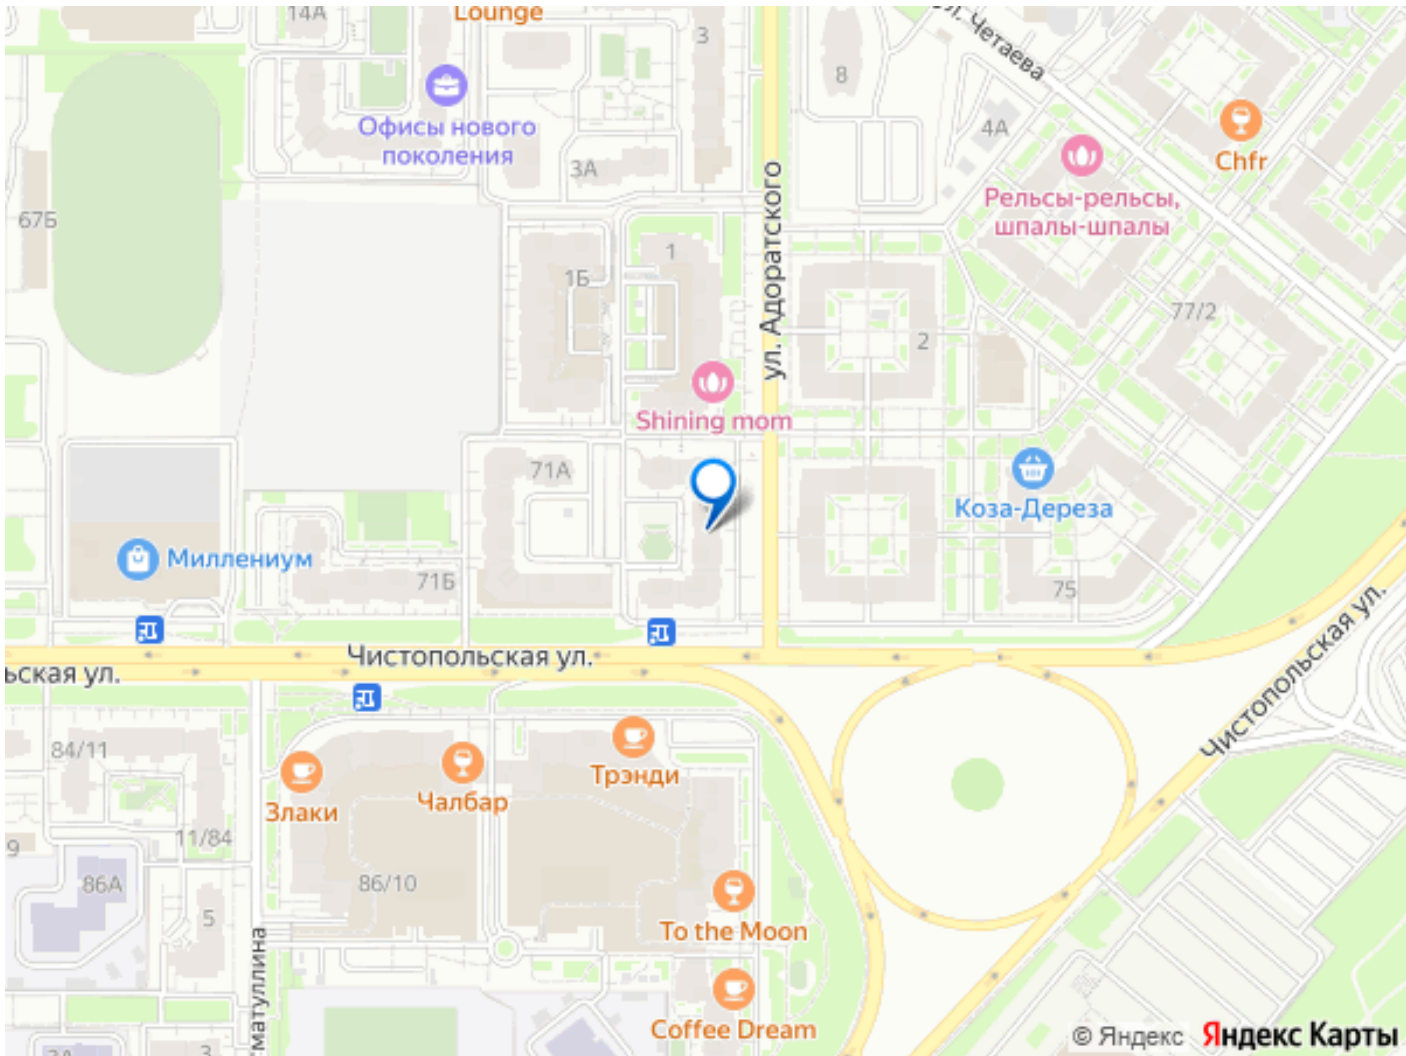 14А
Lounge
3
ул. Четаева
8
Офисы нового
поколения
4А
Chfr
3А
Рельсы-рельсы,
шпалы-шпалы
67Б
1
1Б
ул. Адоратского
77/2
2
Shining mom
71А
Коза-Дереза
Миллениум
71Б
75
Чистопольская ул.
ьская ул.
Чистопольская ул.
84/11
Трэнди
Злаки
Чалбар
11/84
9
86А
86/10
5
To the Moon
Coffee Dream
матуллина
3
© Яндекс Яндекс Карты